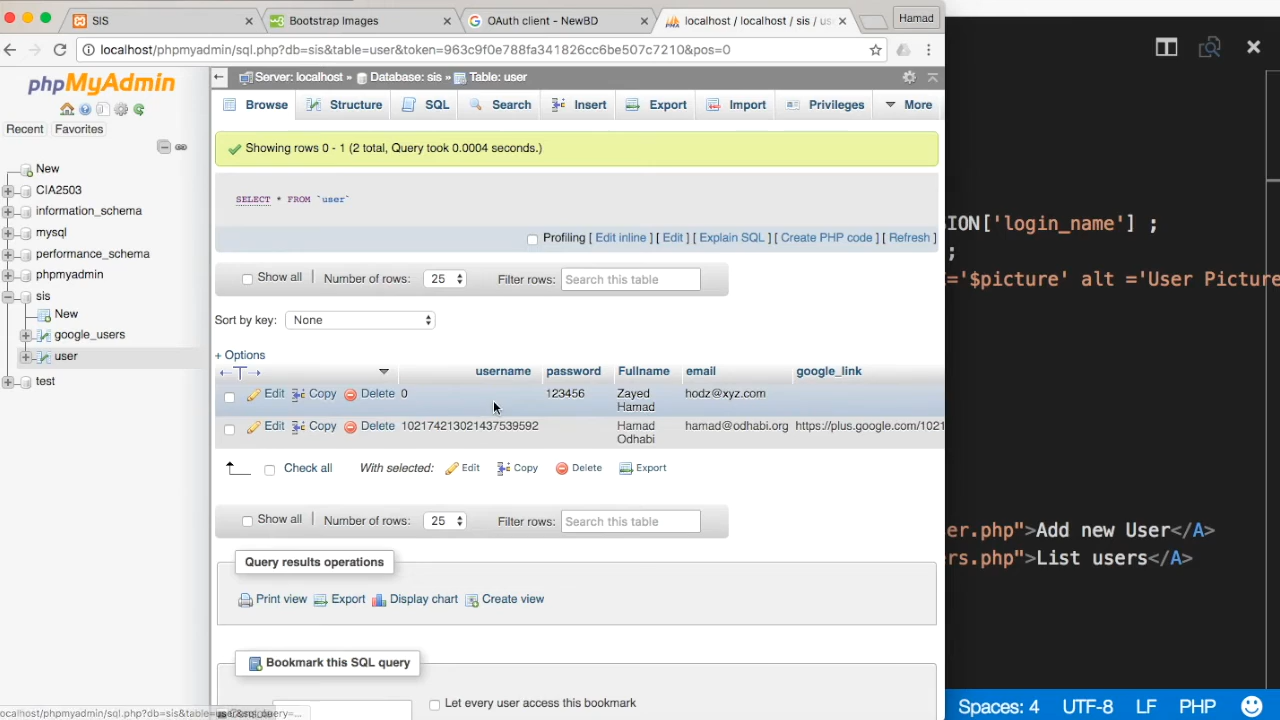 SIS
Bootstrap Images
OAuth client - NewBD
localhost / localhost / sis / us
Hamad
localhost/phpmyadmin/sql.php?db=sis&table=user&token=963c9f0e788fa341826cc6be507c7210&pos=0
phpMyAdmin
Recent
Favorites
New
CIA2503
information_schema
mysql
performance_schema
phpmyadmin
sis
New
google_users
user
test
Server: localhost » Database: sis » Table: user
Browse
Structure
SQL
Search
Insert
Export
Import
Privileges
More
Showing rows 0 - 1 (2 total, Query took 0.0004 seconds.)
SELECT * FROM `user`
Profiling [ Edit inline ] [ Edit ] [ Explain SQL ] [ Create PHP code ] [ Refresh ]
Show all | Number of rows: 25 Filter rows: Search this table
Sort by key: None
+ Options
username password Fullname email google_link
Edit Copy Delete 0 123456 Zayed Hamad hodz@xyz.com
Edit Copy Delete 102174213021437539592 Hamad Odhabi hamad@odhabi.org https://plus.google.com/1021
Check all With selected: Edit Copy Delete Export
Show all | Number of rows: 25 Filter rows: Search this table
Query results operations
Print view Export Display chart Create view
Bookmark this SQL query
Let every user access this bookmark
ION['login_name'] ;
;
='$picture' alt ='User Picture
er.php">Add new User</A>
rs.php">List users</A>
Spaces: 4 UTF-8 LF PHP